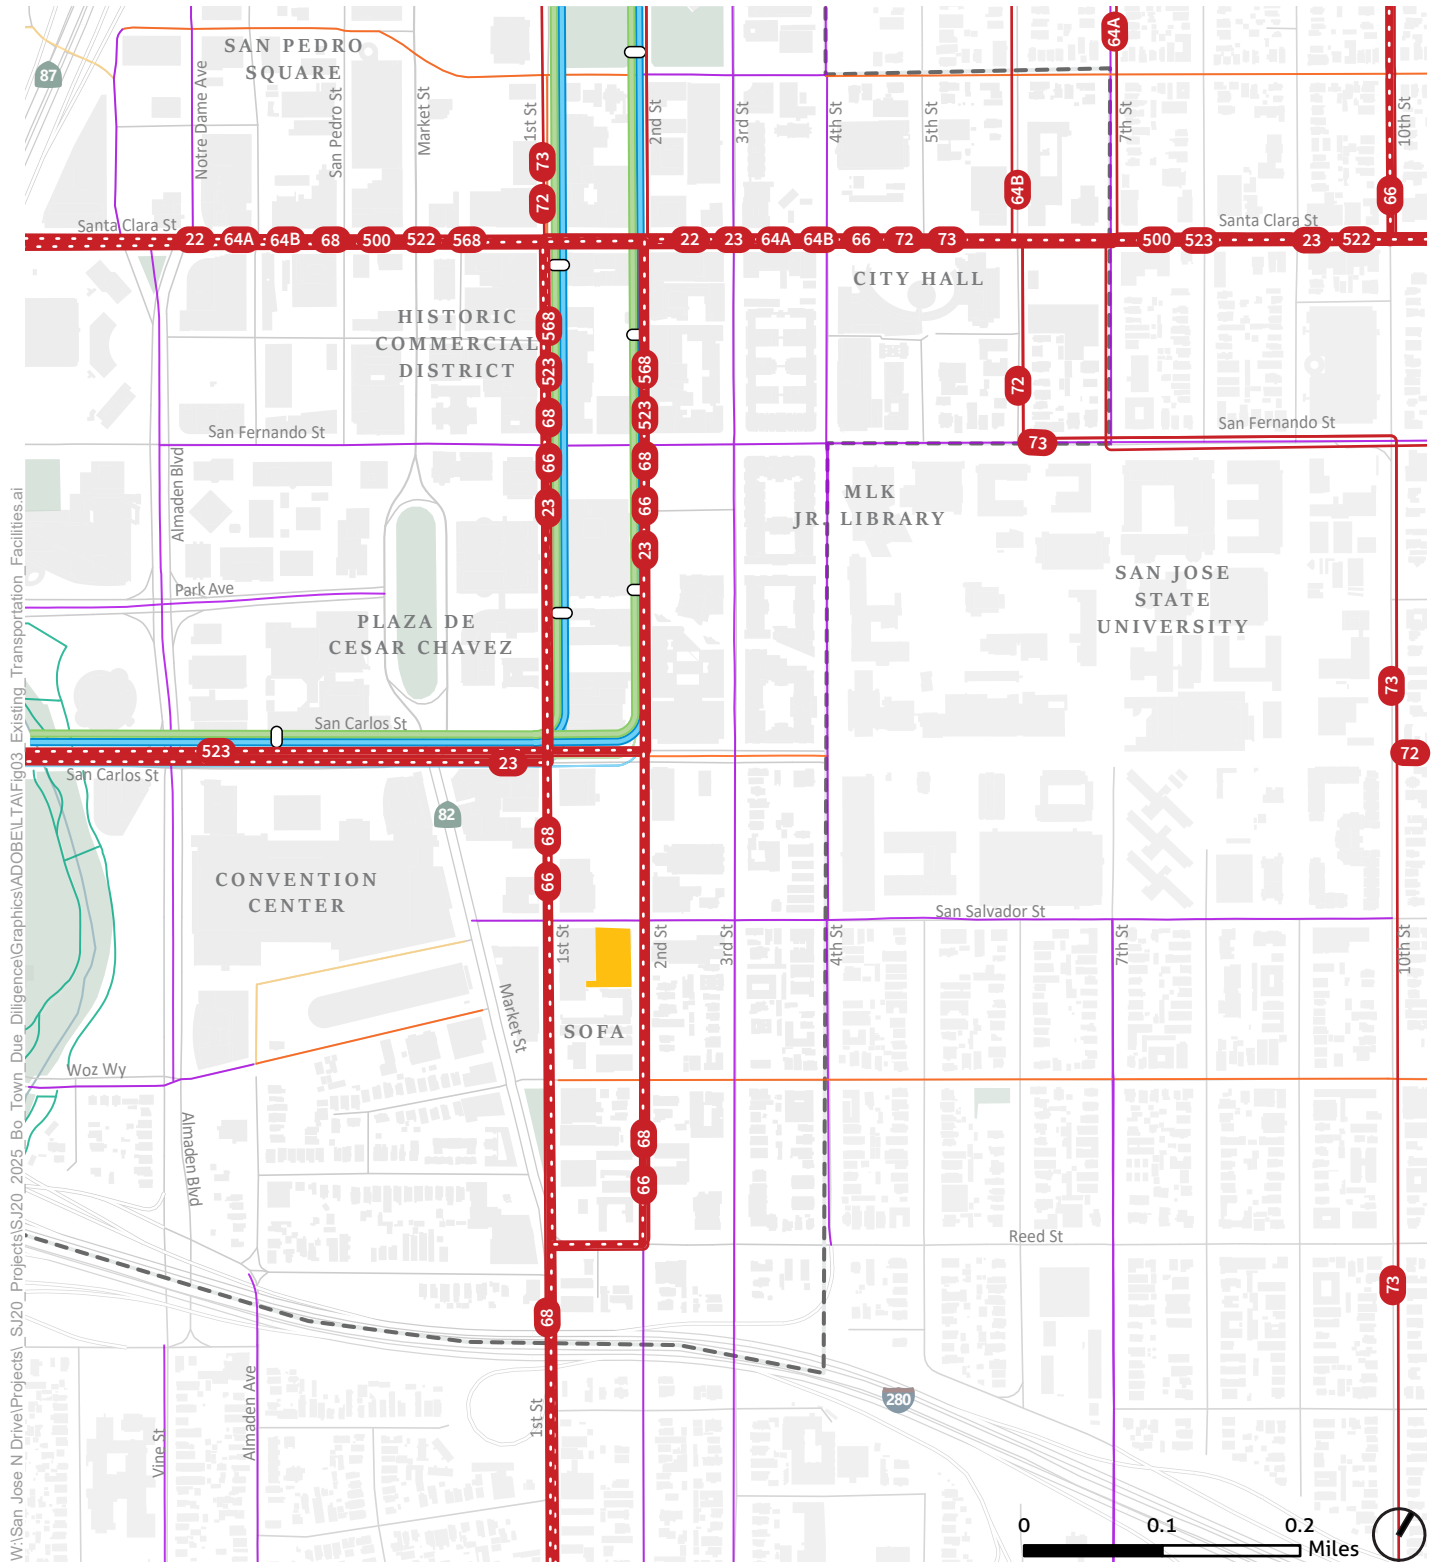 SAN PEDRO
SQUARE
87
Notre Dame Ave
San Pedro St
Market St
1st St
2nd St
3rd St
4th St
5th St
64A
7th St
10th St
73
72
64B
66
Santa Clara St
Santa Clara St
22
64A
64B
68
500
522
568
22
23
64A
64B
66
72
73
500
523
23
522
CITY HALL
HISTORIC
COMMERCIAL
DISTRICT
568
523
68
66
23
568
523
68
66
23
72
San Fernando St
San Fernando St
73
Almaden Blvd
MLK
JR. LIBRARY
SAN JOSE
STATE
UNIVERSITY
Park Ave
PLAZA DE
CESAR CHAVEZ
73
San Carlos St
523
23
72
San Carlos St
82
68
66
CONVENTION
CENTER
San Salvador St
1st St
2nd St
3rd St
4th St
7th St
10th St
Market St
SOFA
Woz Wy
Almaden Blvd
68
66
Reed St
73
68
280
1st St
Almaden Ave
Vine St
0
0.1
0.2
Miles
W:\San Jose N Drive\Projects\_SJ20_Projects\SJ20_2025_Bo_Town_Due_Diligence\Graphics\ADOBE\LTA\Fig03_Existing_Transportation_Facilities.ai